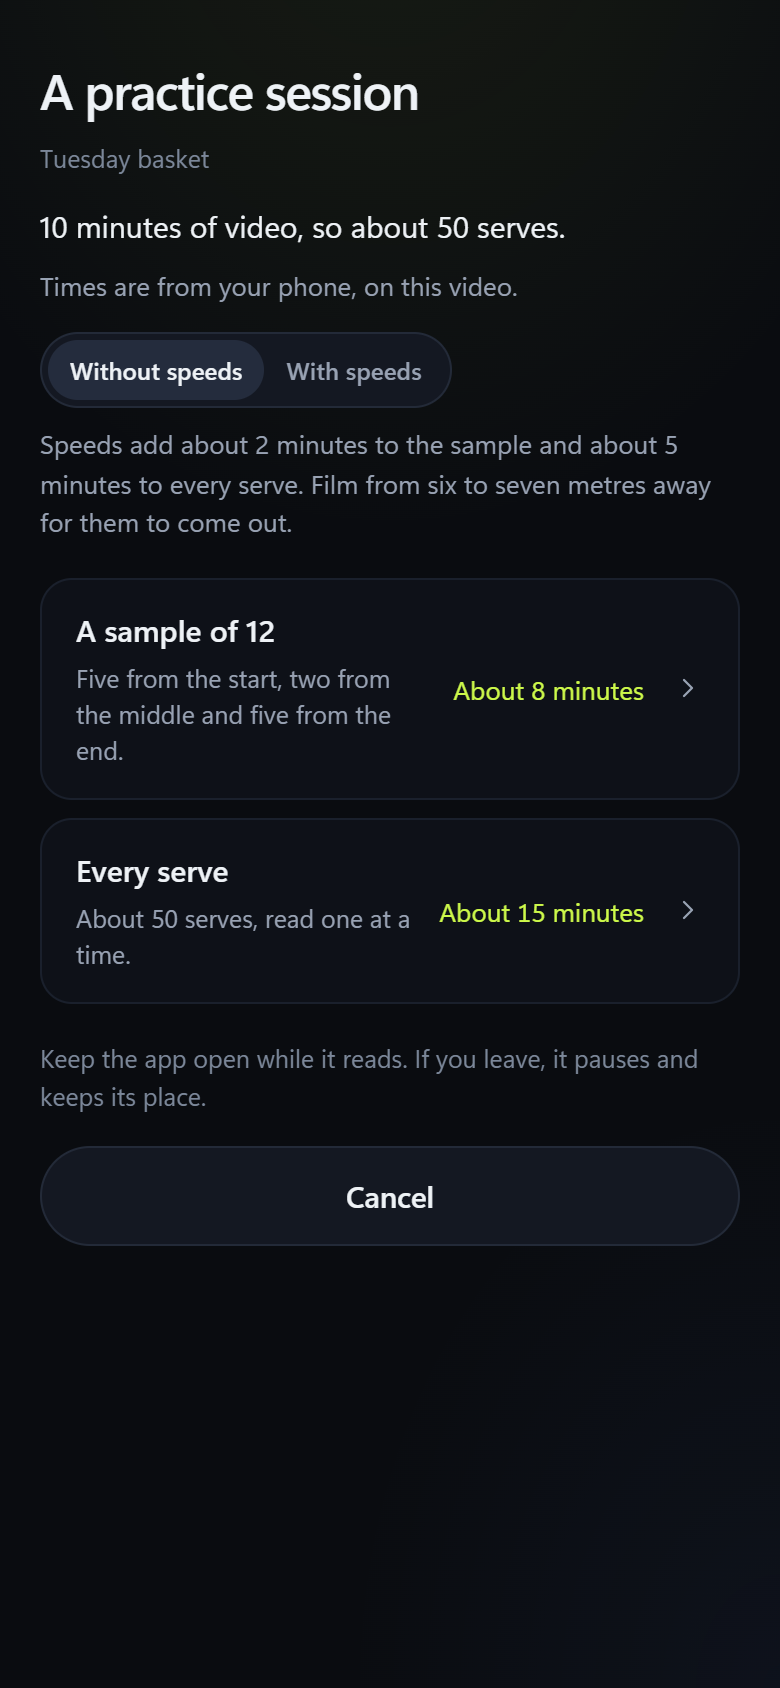 A practice session
Tuesday basket
10 minutes of video, so about 50 serves.
Times are from your phone, on this video.
Without speeds
With speeds
Speeds add about 2 minutes to the sample and about 5
minutes to every serve. Film from six to seven metres away
for them to come out.
A sample of 12
Five from the start, two from
the middle and five from the
end.
About 8 minutes
Every serve
About 50 serves, read one at a
time.
About 15 minutes
Keep the app open while it reads. If you leave, it pauses and
keeps its place.
Cancel